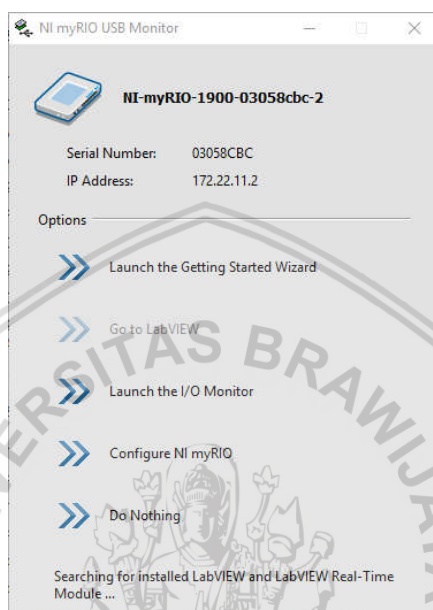 NI myRIO USB Monitor
NI-myRIO-1900-03058cbc-2
Serial Number: 03058CBC
IP Address: 172.22.11.2
Options
Launch the Getting Started Wizard
Go to LabVIEW
Launch the I/O Monitor
Configure NI myRIO
Do Nothing
Searching for installed LabVIEW and LabVIEW Real-Time
Module ...
ERSITAS BRAWIJ